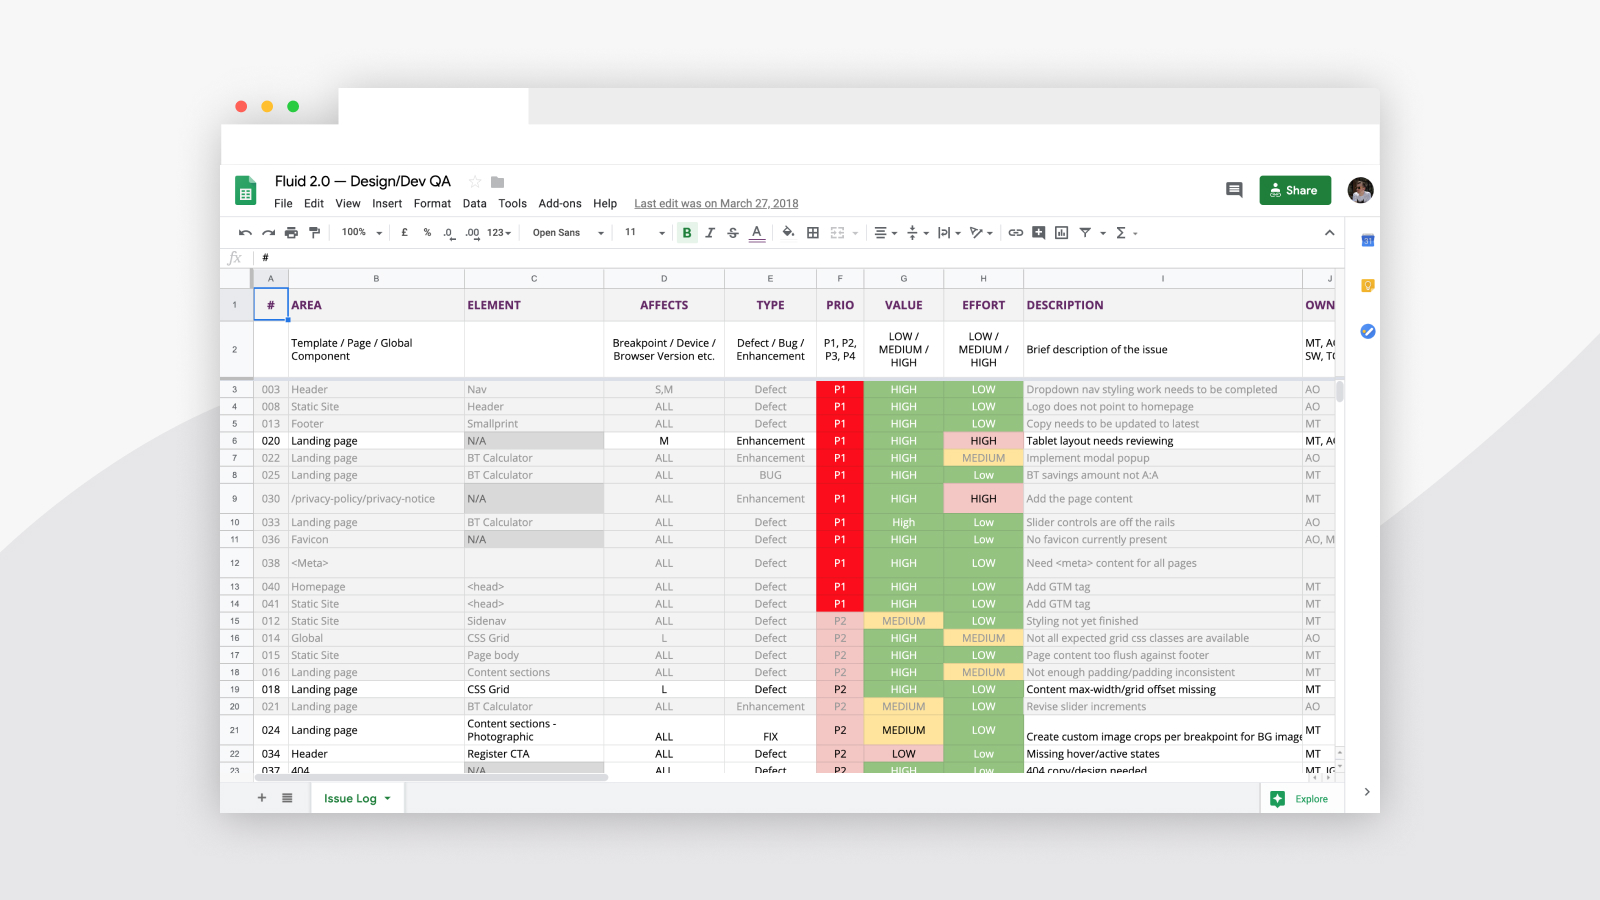 Fluid 2.0 — Design/Dev QA
File Edit View Insert Format Data Tools Add-ons Help Last edit was on March 27, 2018
Share
100% £ % .0 .00 123 Open Sans 11 B I S A
fx #
A B C D E F G H I J
1 # AREA ELEMENT AFFECTS TYPE PRIO VALUE EFFORT DESCRIPTION OWN
2 Template / Page / Global Component Breakpoint / Device / Browser Version etc. Defect / Bug / Enhancement P1, P2, P3, P4 LOW / MEDIUM / HIGH LOW / MEDIUM / HIGH Brief description of the issue MT, SW,
3 003 Header Nav S,M Defect P1 HIGH LOW Dropdown nav styling work needs to be completed AO
4 008 Static Site Header ALL Defect P1 HIGH LOW Logo does not point to homepage AO
5 013 Footer Smallprint ALL Defect P1 HIGH LOW Copy needs to be updated to latest MT
6 020 Landing page N/A M Enhancement P1 HIGH HIGH Tablet layout needs reviewing MT,
7 022 Landing page BT Calculator ALL Enhancement P1 HIGH MEDIUM Implement modal popup AO
8 025 Landing page BT Calculator ALL BUG P1 HIGH Low BT savings amount not A:A MT
9 030 /privacy-policy/privacy-notice N/A ALL Enhancement P1 HIGH HIGH Add the page content MT
10 033 Landing page BT Calculator ALL Defect P1 High Low Slider controls are off the rails AO
11 036 Favicon N/A ALL Defect P1 HIGH Low No favicon currently present AO, M
12 038 <Meta> ALL Defect P1 HIGH LOW Need <meta> content for all pages
13 040 Homepage <head> ALL Defect P1 HIGH LOW Add GTM tag MT
14 041 Static Site <head> ALL Defect P1 HIGH LOW Add GTM tag MT
15 012 Static Site Sidenav ALL Defect P2 MEDIUM LOW Styling not yet finished MT
16 014 Global CSS Grid L Defect P2 HIGH MEDIUM Not all expected grid css classes are available AO
17 015 Static Site Page body ALL Defect P2 HIGH LOW Page content too flush against footer MT
18 016 Landing page Content sections ALL Defect P2 HIGH MEDIUM Not enough padding/padding inconsistent MT
19 018 Landing page CSS Grid L Defect P2 HIGH LOW Content max-width/grid offset missing MT
20 021 Landing page BT Calculator ALL Enhancement P2 MEDIUM LOW Revise slider increments AO
21 024 Landing page Content sections - Photographic ALL FIX P2 MEDIUM LOW Create custom image crops per breakpoint for BG image MT
22 034 Header Register CTA ALL Defect P2 LOW Low Missing hover/active states MT
23 037 404 N/A ALL Defect P2 HIGH Low 404 copy/design needed MT,
Issue Log
Explore
31